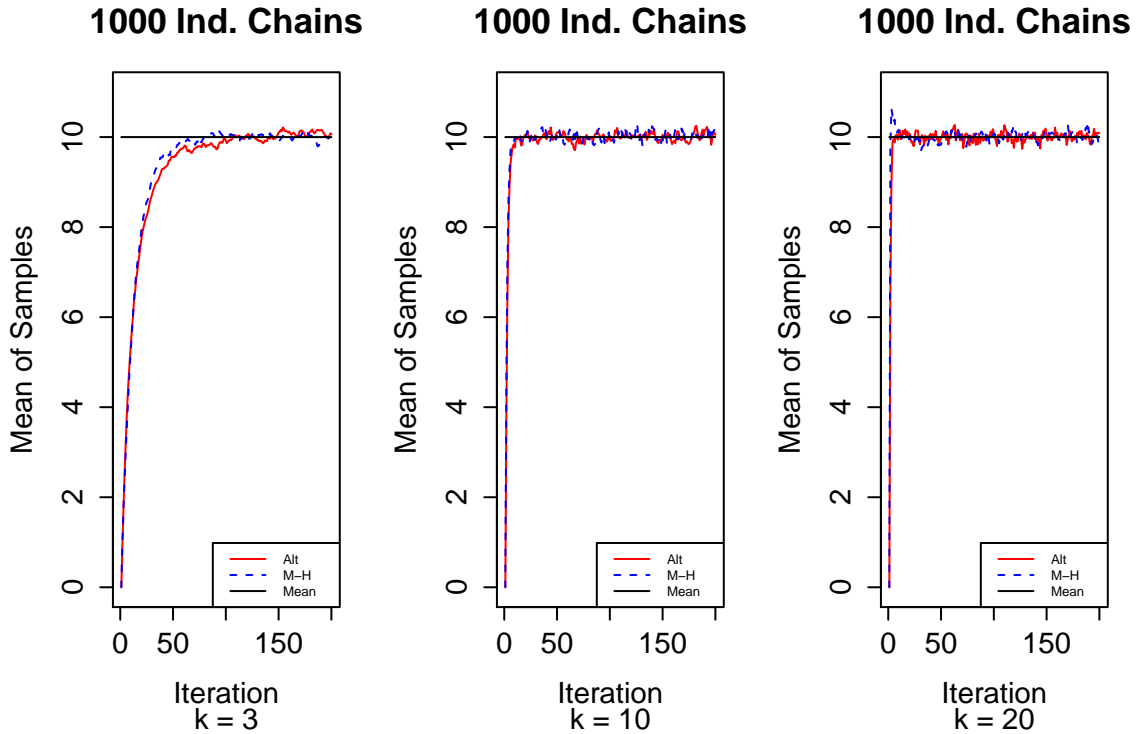 1000 Ind. Chains
Mean of Samples
10
8
6
4
2
0
Alt
M−H
Mean
0 50 150
Iteration
k = 3
1000 Ind. Chains
Mean of Samples
10
8
6
4
2
0
Alt
M−H
Mean
0 50 150
Iteration
k = 10
1000 Ind. Chains
Mean of Samples
10
8
6
4
2
0
Alt
M−H
Mean
0 50 150
Iteration
k = 20